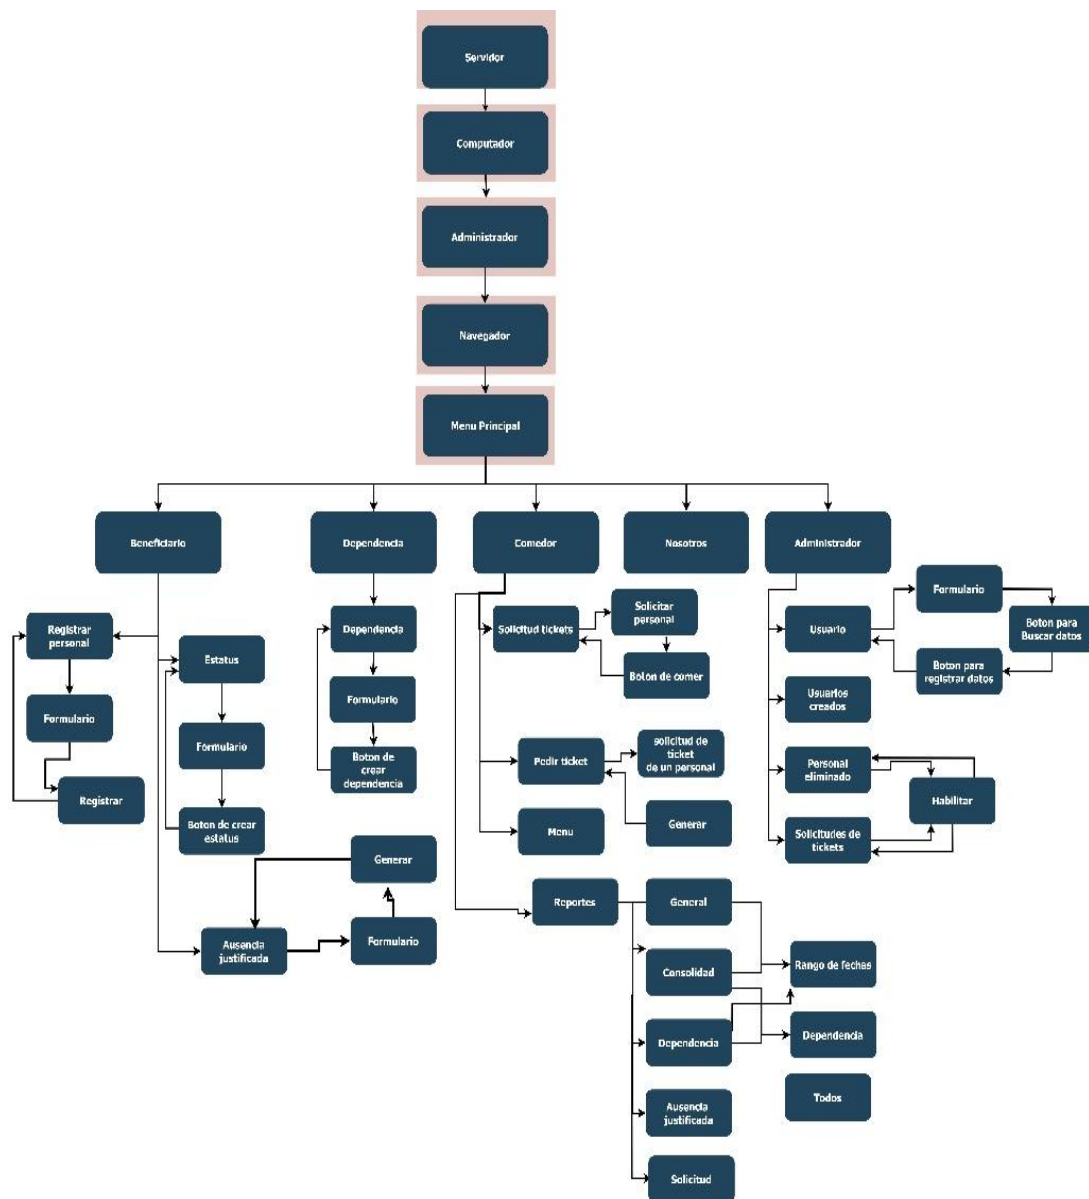 Servidor
Computador
Administrador
Navegador
Menu Principal
Beneficiario
Dependencia
Comedor
Nosotros
Administrador
Registrar
personal
Formulario
Registrar
Estatus
Formulario
Boton de crear
estatus
Ausencia
justificada
Formulario
Generar
Dependencia
Formulario
Boton de
crear
dependencia
Solicitud tickets
Solicitar
personal
Boton de comer
Pedir ticket
solicitud de
ticket
de un personal
Generar
Menu
Reportes
General
Consolidad
Dependencia
Ausencia
justificada
Solicitud
Rango de fechas
Dependencia
Todos
Usuario
Formulario
Boton para
Buscar datos
Boton para
registrar datos
Usuarios
creados
Personal
eliminado
Habilitar
Solicitudes de
tickets